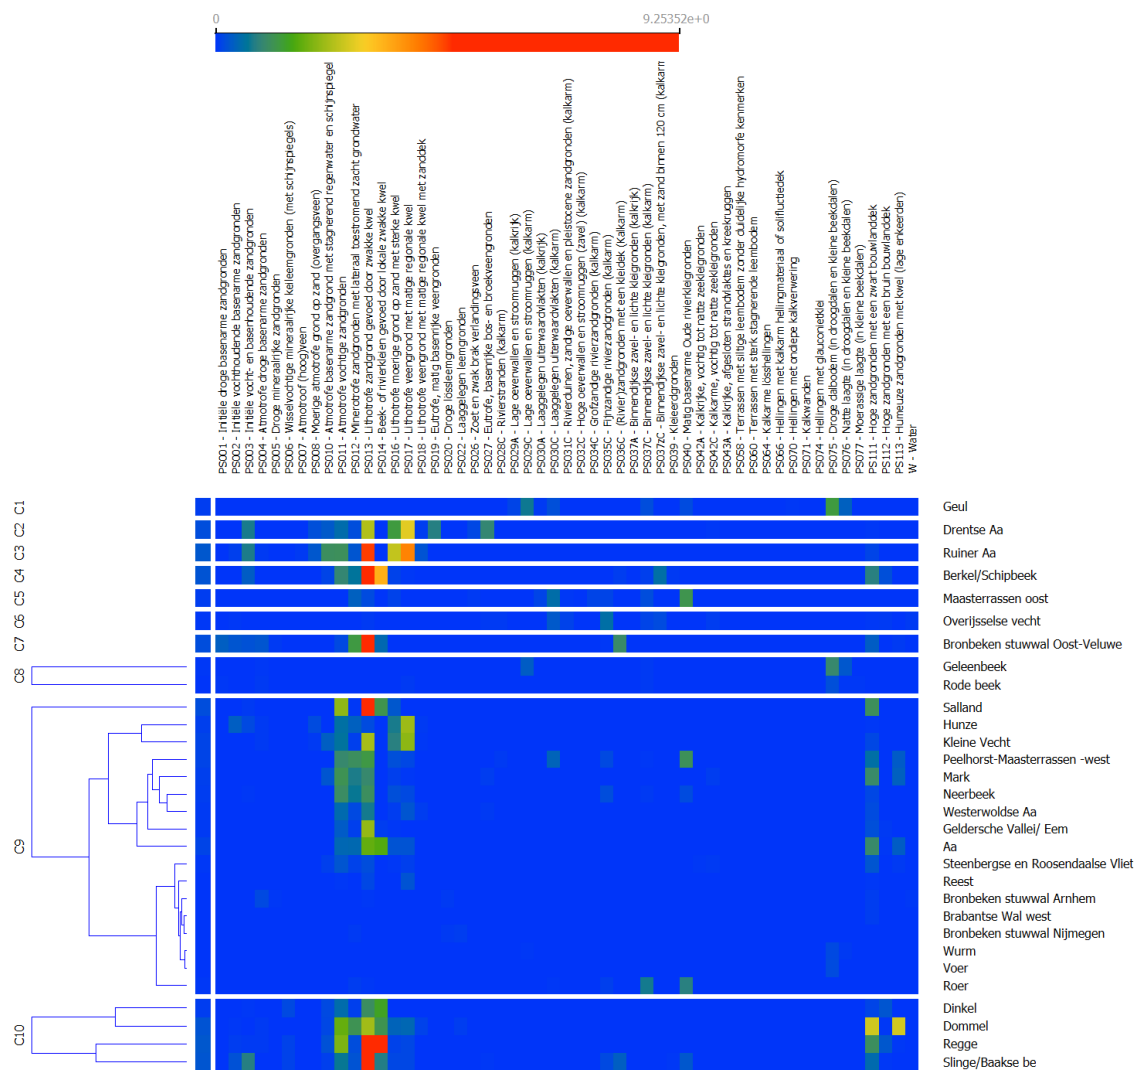 0
9.25352e+0
PS001 - Initiële droge basenarme zandgronden
PS002 - Initiële vochthoudende basenarme zandgronden
PS003 - Initiële vocht- en basenhoudende zandgronden
PS004 - Atmotrofe droge basenarme zandgronden
PS005 - Droge mineraalrijke zandgronden
PS006 - Wisselvochtige mineraalrijke keileemgronden (met schijnspiegels)
PS007 - Atmotroof (hoog)veen
PS008 - Moerige atmotrofe grond op zand (overgangsveen)
PS010 - Atmotrofe basenarme zandgrond met stagnerend regenwater en schijnspiegel
PS011 - Atmotrofe vochtige zandgronden
PS012 - Minerotrofe zandgronden met lateraal toestromend zacht grondwater
PS013 - Lithotrofe zandgrond gevoed door zwakke kwel
PS014 - Beek- of rivierkleien gevoed door lokale zwakke kwel
PS016 - Lithotrofe moerige grond op zand met sterke kwel
PS017 - Lithotrofe veengrond met matige regionale kwel
PS018 - Lithotrofe veengrond met matige regionale kwel met zanddek
PS019 - Eutrofe, matig basenrijke veengronden
PS020 - Droge lössleemgronden
PS022 - Laaggelegen leemgronden
PS026 - Zoet en zwak brak verlandingsveen
PS027 - Eutrofe, basenrijke bos- en broekveengronden
PS028C - Rivierstranden (kalkarm)
PS029A - Lage oeverwallen en stroomruggen (kalkrijk)
PS029C - Lage oeverwallen en stroomruggen (kalkarm)
PS030A - Laaggelegen uiterwaardvlakten (kalkrijk)
PS030C - Laaggelegen uiterwaardvlakten (kalkarm)
PS031C - Rivierduinen, zandige oeverwallen en pleistocene zandgronden (kalkarm)
PS032C - Hoge oeverwallen en stroomruggen (zavel) (kalkarm)
PS034C - Grofzandige rivierzandgronden (kalkarm)
PS035C - Fijnzandige rivierzandgronden (kalkarm)
PS036C - (Rivier)zandgronden met een kleidek (Kalkarm)
PS037A - Binnendijkse zavel- en lichte kleigronden (kalkrijk)
PS037C - Binnendijkse zavel- en lichte kleigronden (kalkarm)
PS037zC - Binnendijkse zavel- en lichte kleigronden, met zand binnen 120 cm (kalkarm
PS039 - Kleieerdgronden
PS040 - Matig basenarme Oude rivierkleigronden
PS042A - Kalkrijke, vochtig tot natte zeekleigronden
PS042C - Kalkarme, vochtig tot natte zeekleigronden
PS043A - Kalkrijke, afgesloten strandvlaktes en kreekruggen
PS058 - Terrassen met siltige leembodem zonder duidelijke hydromorfe kenmerken
PS060 - Terrassen met sterk stagnerende leembodem
PS064 - Kalkarme lösshellingen
PS066 - Hellingen met kalkarm hellingmateriaal of solifluctiedek
PS070 - Hellingen met ondiepe kalkverwering
PS071 - Kalkwanden
PS074 - Hellingen met glauconietklei
PS075 - Droge dalbodem (in droogdalen en kleine beekdalen)
PS076 - Natte laagte (in droogdalen en kleine beekdalen)
PS077 - Moerassige laagte (in kleine beekdalen)
PS111 - Hoge zandgronden met een zwart bouwlanddek
PS112 - Hoge zandgronden met een bruin bouwlanddek
PS113 - Humeuze zandgronden met kwel (lage enkeerden)
W - Water
C1
Geul
C2
Drentse Aa
C3
Ruiner Aa
C4
Berkel/Schipbeek
C5
Maasterrassen oost
C6
Overijsselse vecht
C7
Bronbeken stuwwal Oost-Veluwe
C8
Geleenbeek
Rode beek
C9
Salland
Hunze
Kleine Vecht
Peelhorst-Maasterrassen -west
Mark
Neerbeek
Westerwoldse Aa
Geldersche Vallei/ Eem
Aa
Steenbergse en Roosendaalse Vliet
Reest
Bronbeken stuwwal Arnhem
Brabantse Wal west
Bronbeken stuwwal Nijmegen
Wurm
Voer
Roer
C10
Dinkel
Dommel
Regge
Slinge/Baakse be